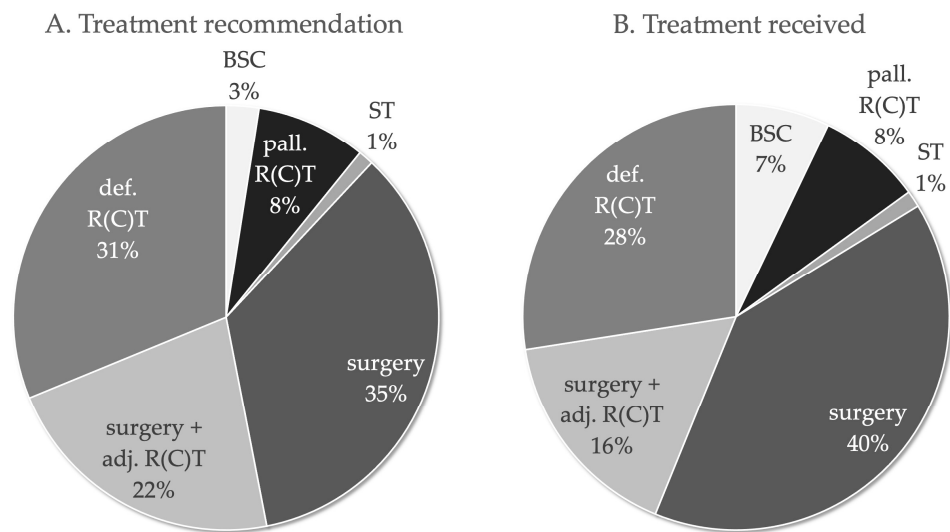 A. Treatment recommendation
BSC
3%
pall.
R(C)T
8%
ST
1%
surgery
35%
surgery +
adj. R(C)T
22%
def.
R(C)T
31%
B. Treatment received
BSC
7%
pall.
R(C)T
8%
ST
1%
surgery
40%
surgery +
adj. R(C)T
16%
def.
R(C)T
28%